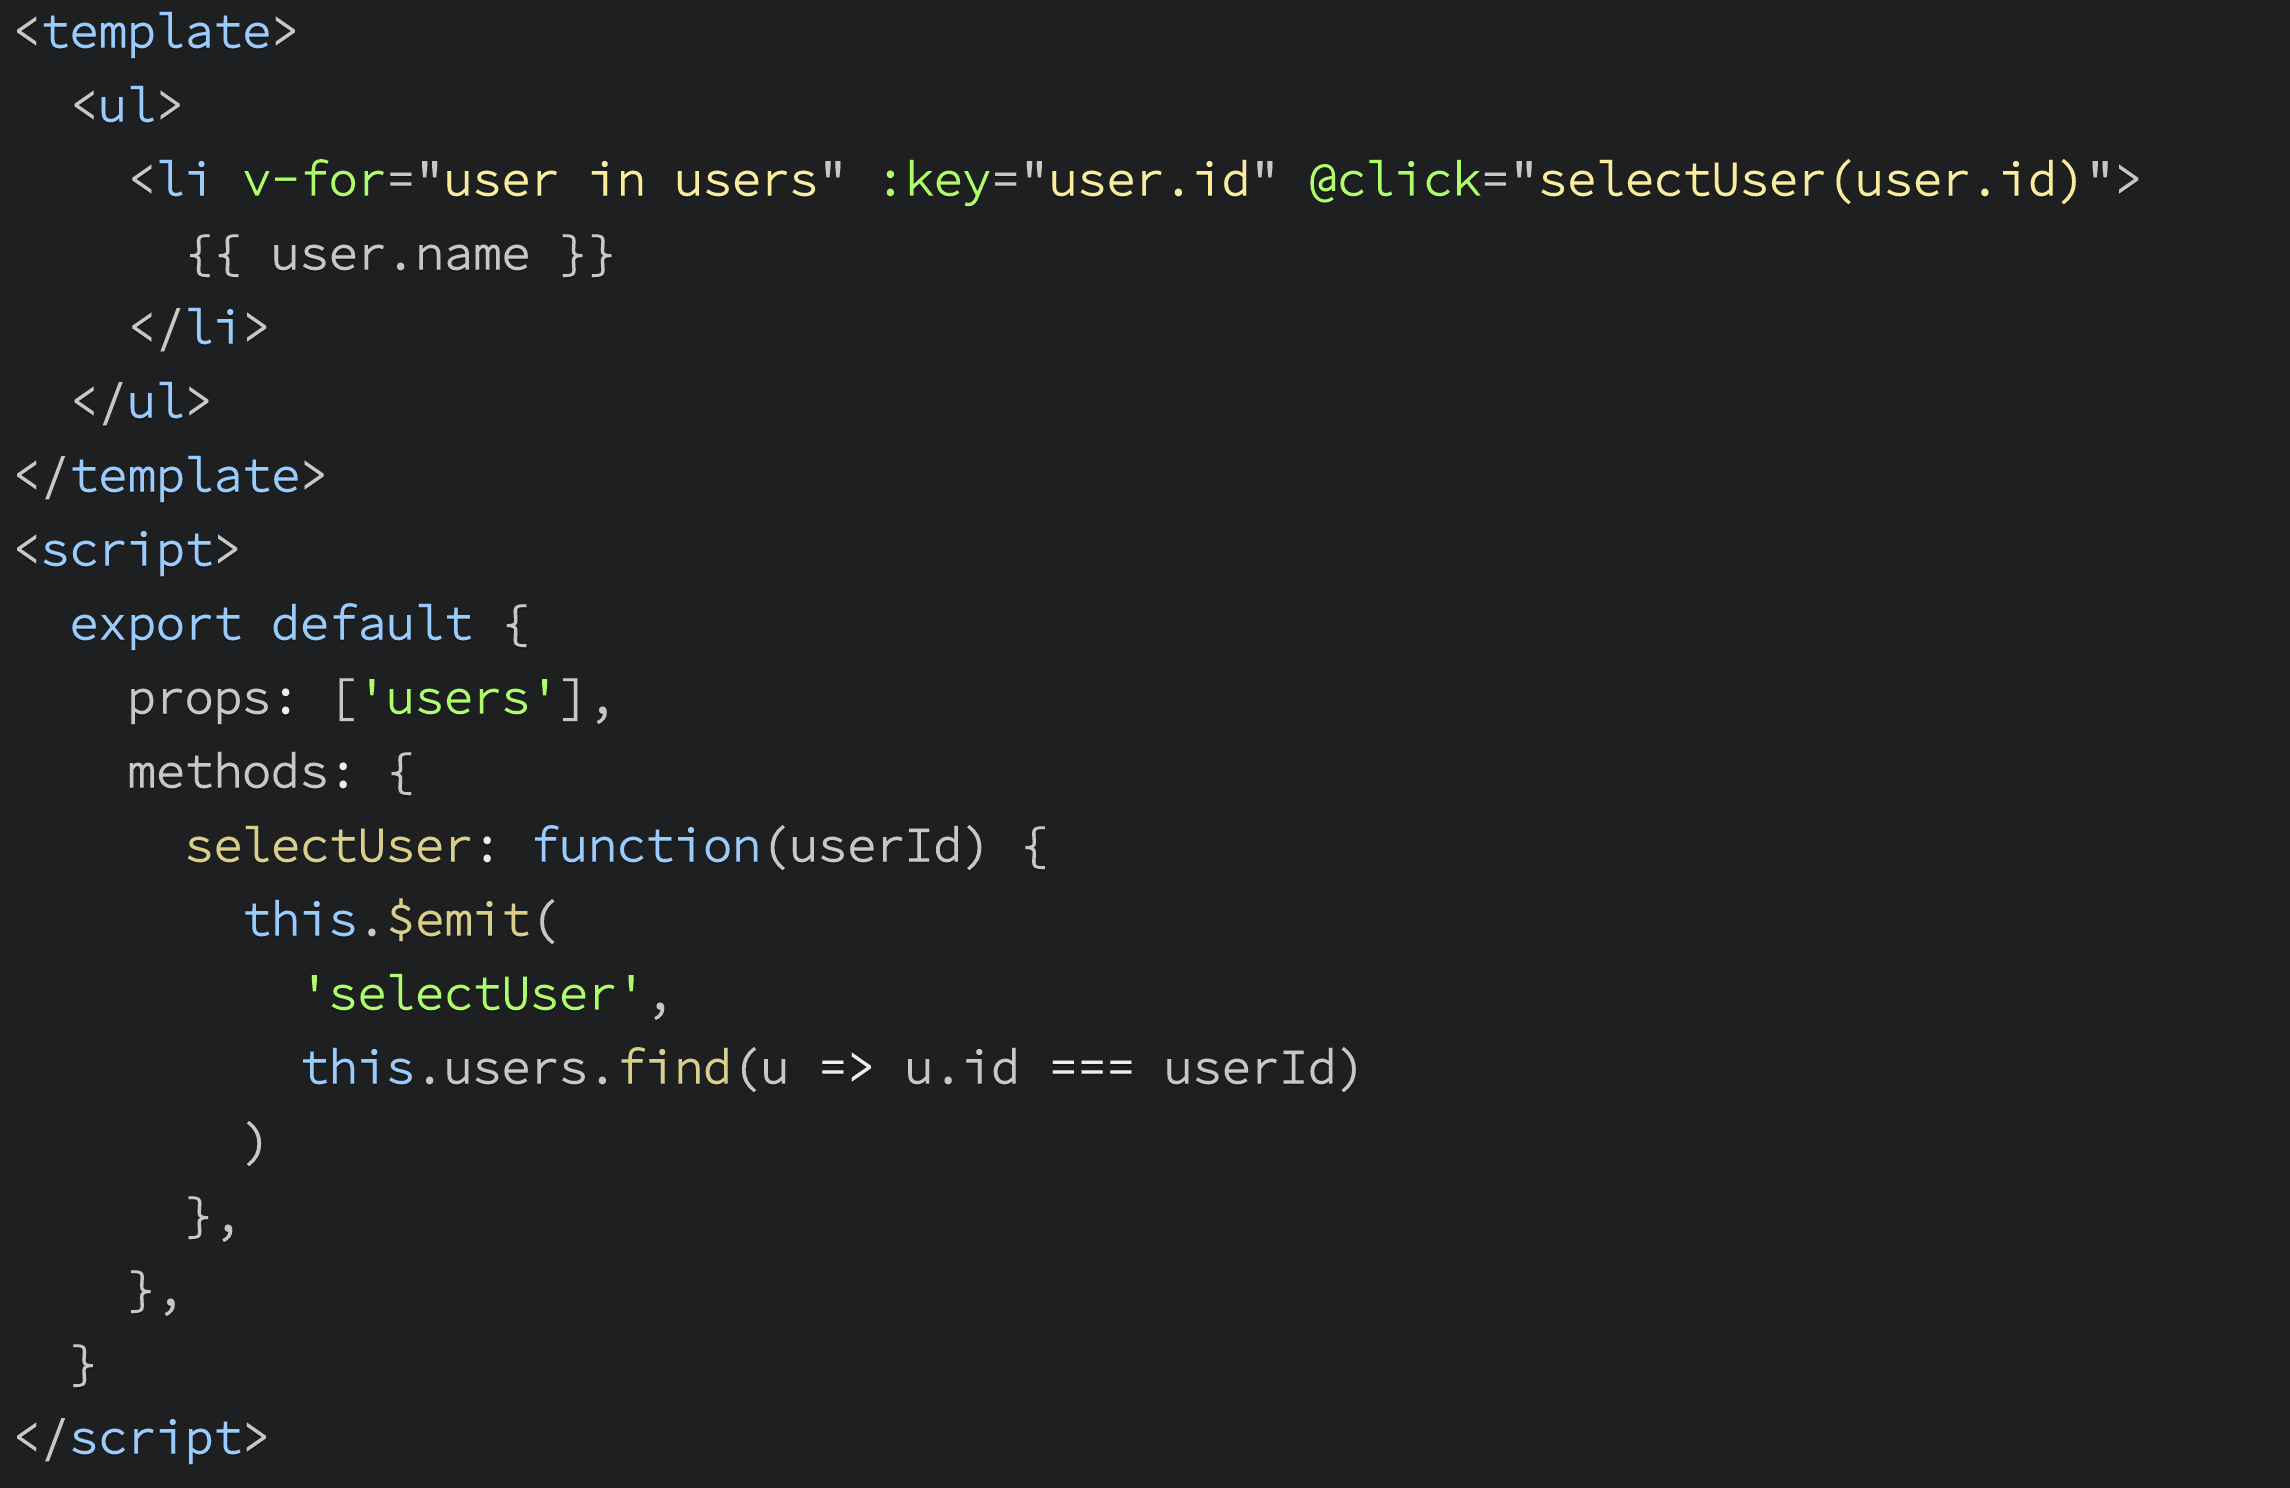 <template>
  <ul>
    <li v-for="user in users" :key="user.id" @click="selectUser(user.id)">
      {{ user.name }}
    </li>
  </ul>
</template>
<script>
  export default {
    props: ['users'],
    methods: {
      selectUser: function(userId) {
        this.$emit(
          'selectUser',
          this.users.find(u => u.id === userId)
        )
      },
    },
  }
</script>